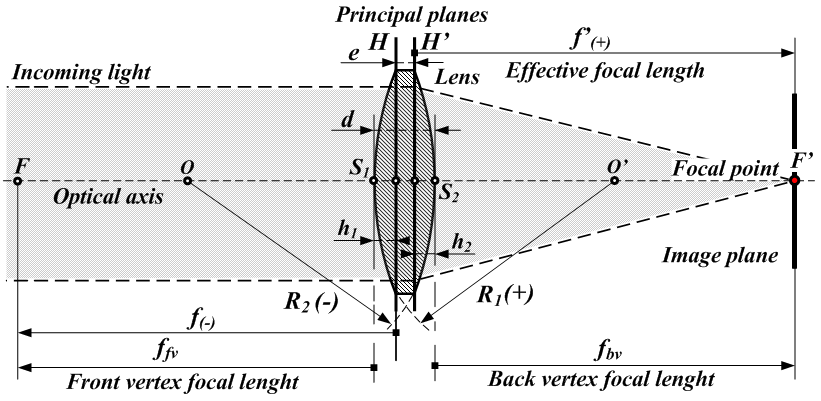 Principal planes
H H’
f’(+)
e
Incoming light
Lens
Effective focal length
d
F
O
S1
O’
Focal point
F’
Optical axis
S2
h1
h2
Image plane
R2 (-)
R1(+)
f(-)
ffv
fbv
Front vertex focal lenght
Back vertex focal lenght